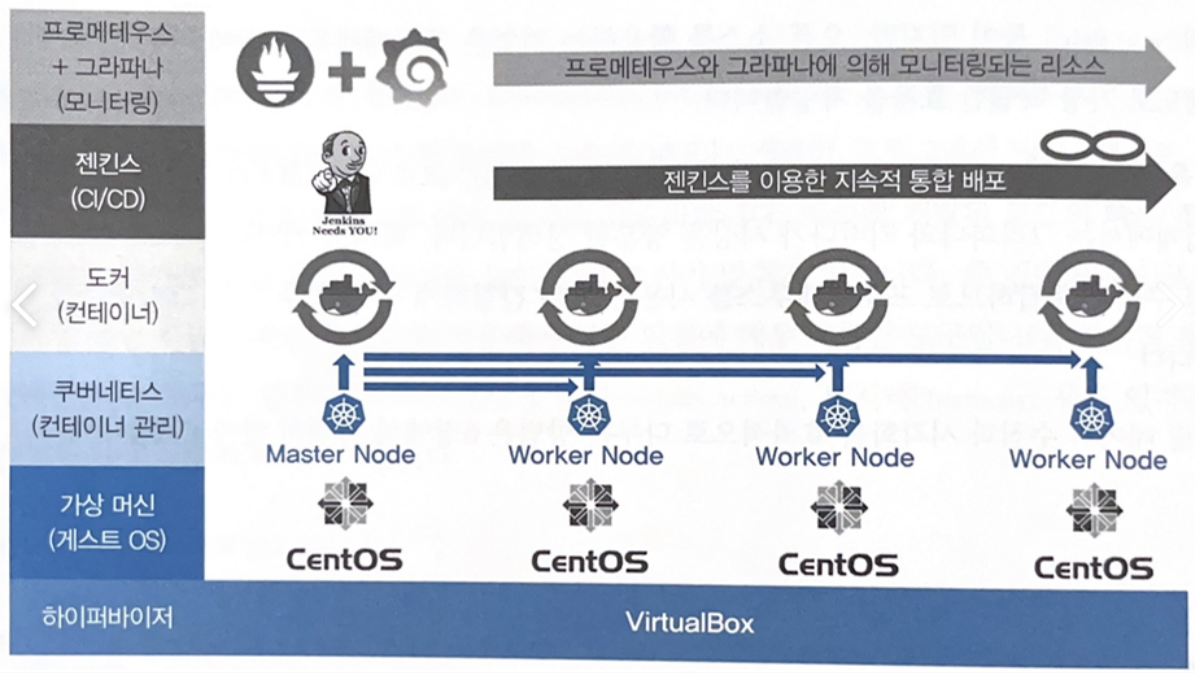 프로메테우스
+ 그라파나
(모니터링)
프로메테우스와 그라파나에 의해 모니터링되는 리소스
젠킨스
(CI/CD)
Jenkins
Needs YOU!
젠킨스를 이용한 지속적 통합 배포
도커
(컨테이너)
쿠버네티스
(컨테이너 관리)
Master Node
Worker Node
Worker Node
Worker Node
가상 머신
(게스트 OS)
CentOS
CentOS
CentOS
CentOS
하이퍼바이저
VirtualBox